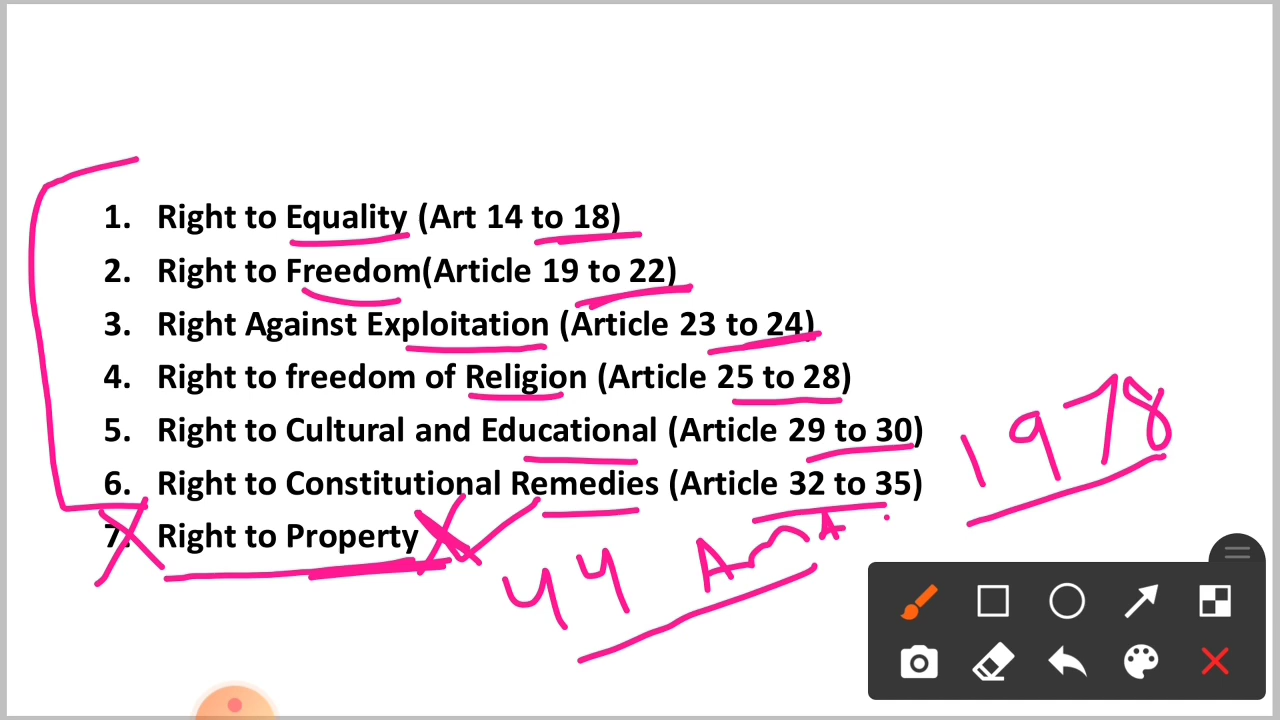 1. Right to Equality (Art 14 to 18)
2. Right to Freedom(Article 19 to 22)
3. Right Against Exploitation (Article 23 to 24)
4. Right to freedom of Religion (Article 25 to 28)
5. Right to Cultural and Educational (Article 29 to 30)
6. Right to Constitutional Remedies (Article 32 to 35)
7. Right to Property
44 Amt
1978